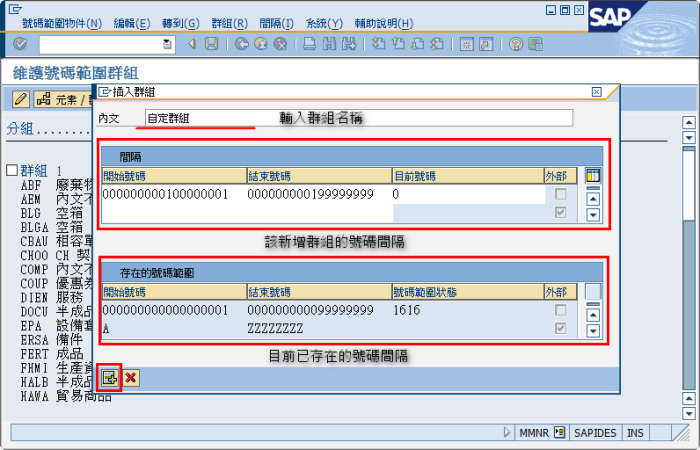 號碼範圍物件(N) 編輯(E) 轉到(G) 群組(R) 間隔(I) 系統(Y) 輔助說明(H)
SAP
維護號碼範圍群組
元素 /
插入群組
內文 自定群組 輸入群組名稱
分組........
間隔
開始號碼 結束號碼 目前號碼 外部
000000000100000001 000000000199999999 0
該新增群組的號碼間隔
存在的號碼範圍
開始號碼 結束號碼 號碼範圍狀態 外部
000000000000000001 000000000099999999 1616
A ZZZZZZZZ
目前已存在的號碼間隔
群組 1
ABF 廢棄物
AEM 內文不
BLG 空箱
BLGA 空箱
CBAU 相容單
CHOO CH 契
COMP 內文不
COUP 優惠券
DIEN 服務
DOCU 半成品
EPA 設備套
ERSA 備件
FERT 成品
FHMI 生產資
HALB 半成品
HAWA 貿易商品
MMNR SAPIDES INS